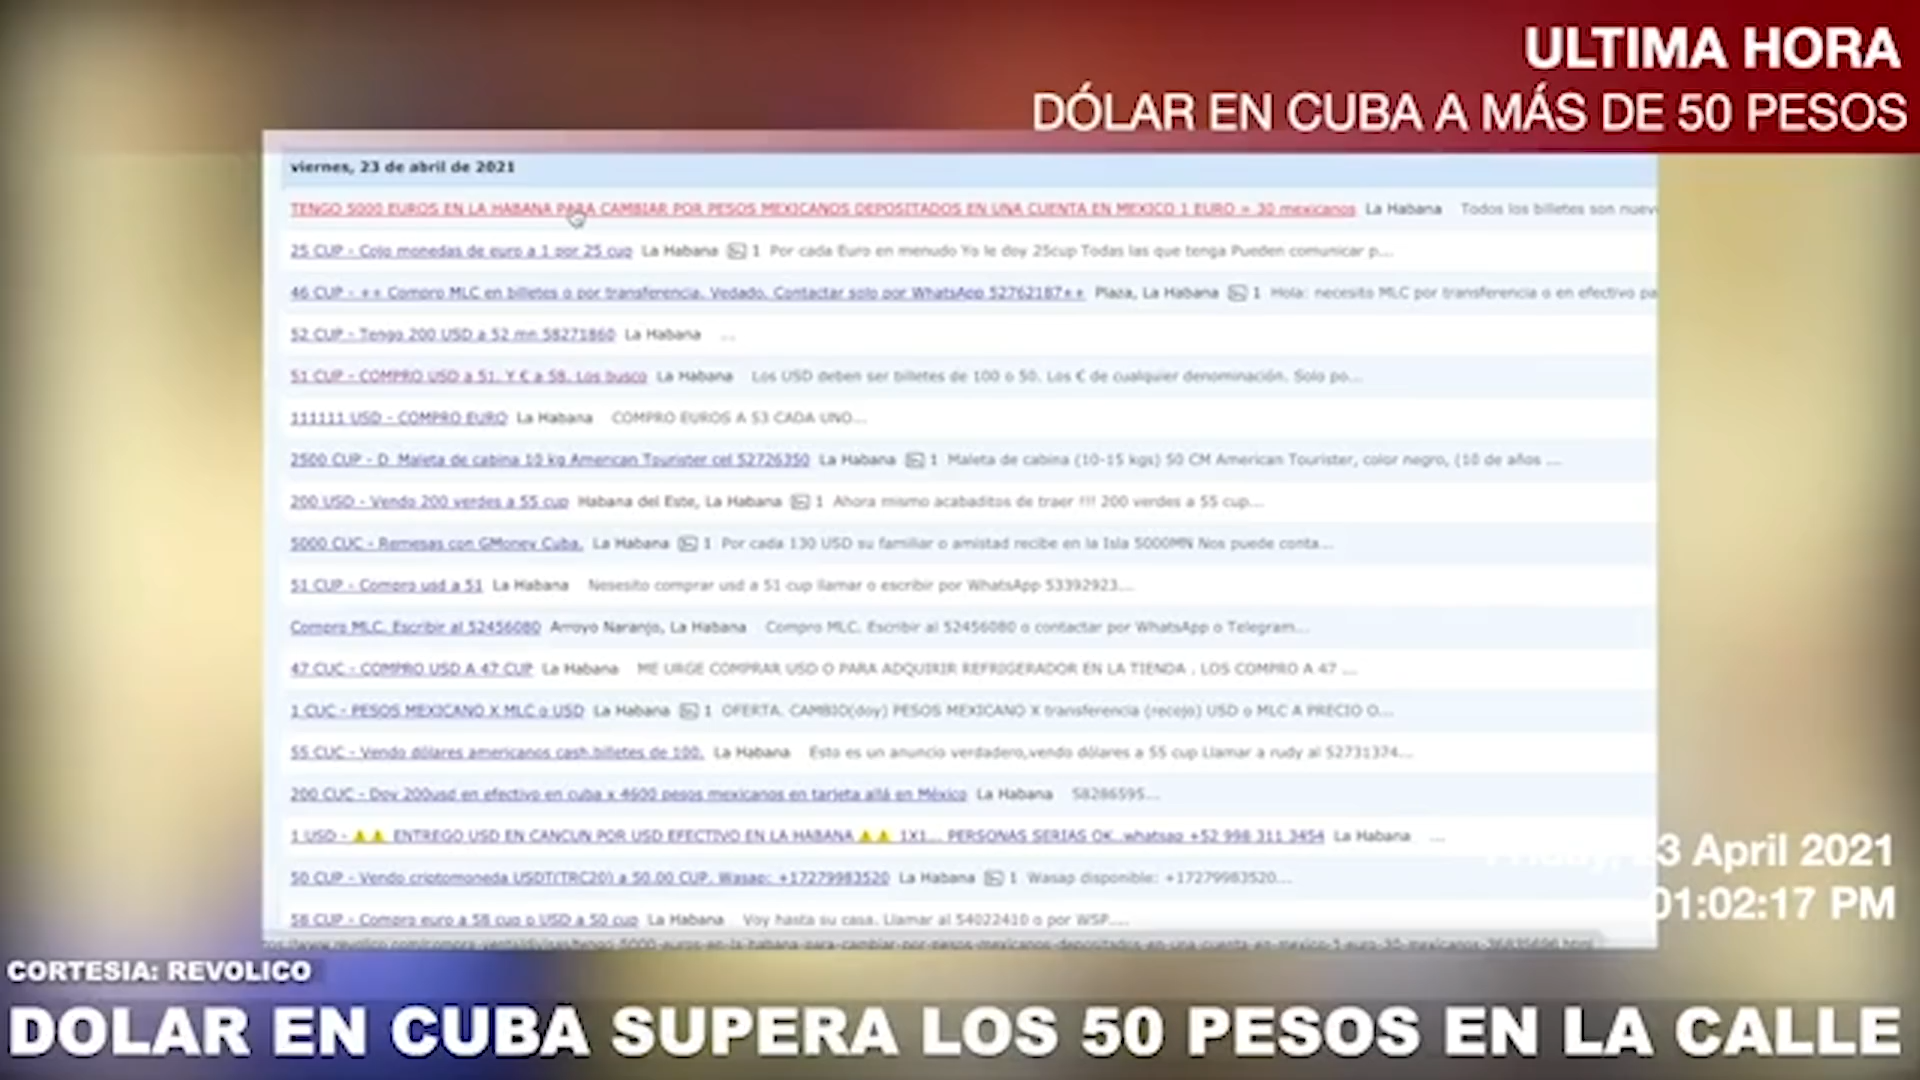 ULTIMA HORA
DÓLAR EN CUBA A MÁS DE 50 PESOS
viernes, 23 de abril de 2021
TENGO 5000 EUROS EN LA HABANA PARA CAMBIAR POR PESOS MEXICANOS DEPOSITADOS EN UNA CUENTA EN MEXICO 1 EURO = 30 mexicanos La Habana Todos los billetes son nuev
25 CUP - Cojo monedas de euro a 1 por 25 cup La Habana 1 Por cada Euro en menudo Yo le doy 25cup Todas las que tenga Pueden comunicar p...
46 CUP - ** Compro MLC en billetes o por transferencia. Vedado. Contactar solo por WhatsApp 52762187** Plaza, La Habana 1 Hola: necesito MLC por transferencia o en efectivo pa
52 CUP - Tengo 200 USD a 52 mn 58271860 La Habana ...
51 CUP - COMPRO USD a 51. Y € a 58. Los busco La Habana Los USD deben ser billetes de 100 o 50. Los € de cualquier denominación. Solo po...
111111 USD - COMPRO EURO La Habana COMPRO EUROS A 53 CADA UNO...
2500 CUP - D Maleta de cabina 10 kg American Tourister cel 52726350 La Habana 1 Maleta de cabina (10-15 kgs) 50 CM American Tourister, color negro, (10 de años ...
200 USD - Vendo 200 verdes a 55 cup Habana del Este, La Habana 1 Ahora mismo acabaditos de traer !!! 200 verdes a 55 cup...
5000 CUC - Remesas con GMoney Cuba. La Habana 1 Por cada 130 USD su familiar o amistad recibe en la Isla 5000MN Nos puede conta...
51 CUP - Compro usd a 51 La Habana Nesesito comprar usd a 51 cup llamar o escribir por WhatsApp 53392923...
Compro MLC. Escribir al 52456080 Arroyo Naranjo, La Habana Compro MLC. Escribir al 52456080 o contactar por WhatsApp o Telegram...
47 CUC - COMPRO USD A 47 CUP La Habana ME URGE COMPRAR USD O PARA ADQUIRIR REFRIGERADOR EN LA TIENDA . LOS COMPRO A 47 ...
1 CUC - PESOS MEXICANO X MLC o USD La Habana 1 OFERTA. CAMBIO(doy) PESOS MEXICANO X transferencia (recojo) USD o MLC A PRECIO O...
55 CUC - Vendo dólares americanos cash.billetes de 100. La Habana Esto es un anuncio verdadero,vendo dólares a 55 cup Llamar a rudy al 52731374...
200 CUC - Doy 200usd en efectivo en cuba x 4600 pesos mexicanos en tarjeta allá en México La Habana 58286595...
1 USD - ⚠⚠ ENTREGO USD EN CANCUN POR USD EFECTIVO EN LA HABANA⚠⚠ 1X1... PERSONAS SERIAS OK..whatsap +52 998 311 3454 La Habana ...
50 CUP - Vendo criptomoneda USDT(TRC20) a 50.00 CUP. Wasap: +17279983520 La Habana 1 Wasap disponible: +17279983520...
58 CUP - Compro euro a 58 cup o USD a 50 cup La Habana Voy hasta su casa. Llamar al 54022410 o por WSP....
Friday, 23 April 2021
01:02:17 PM
CORTESIA: REVOLICO
DOLAR EN CUBA SUPERA LOS 50 PESOS EN LA CALLE